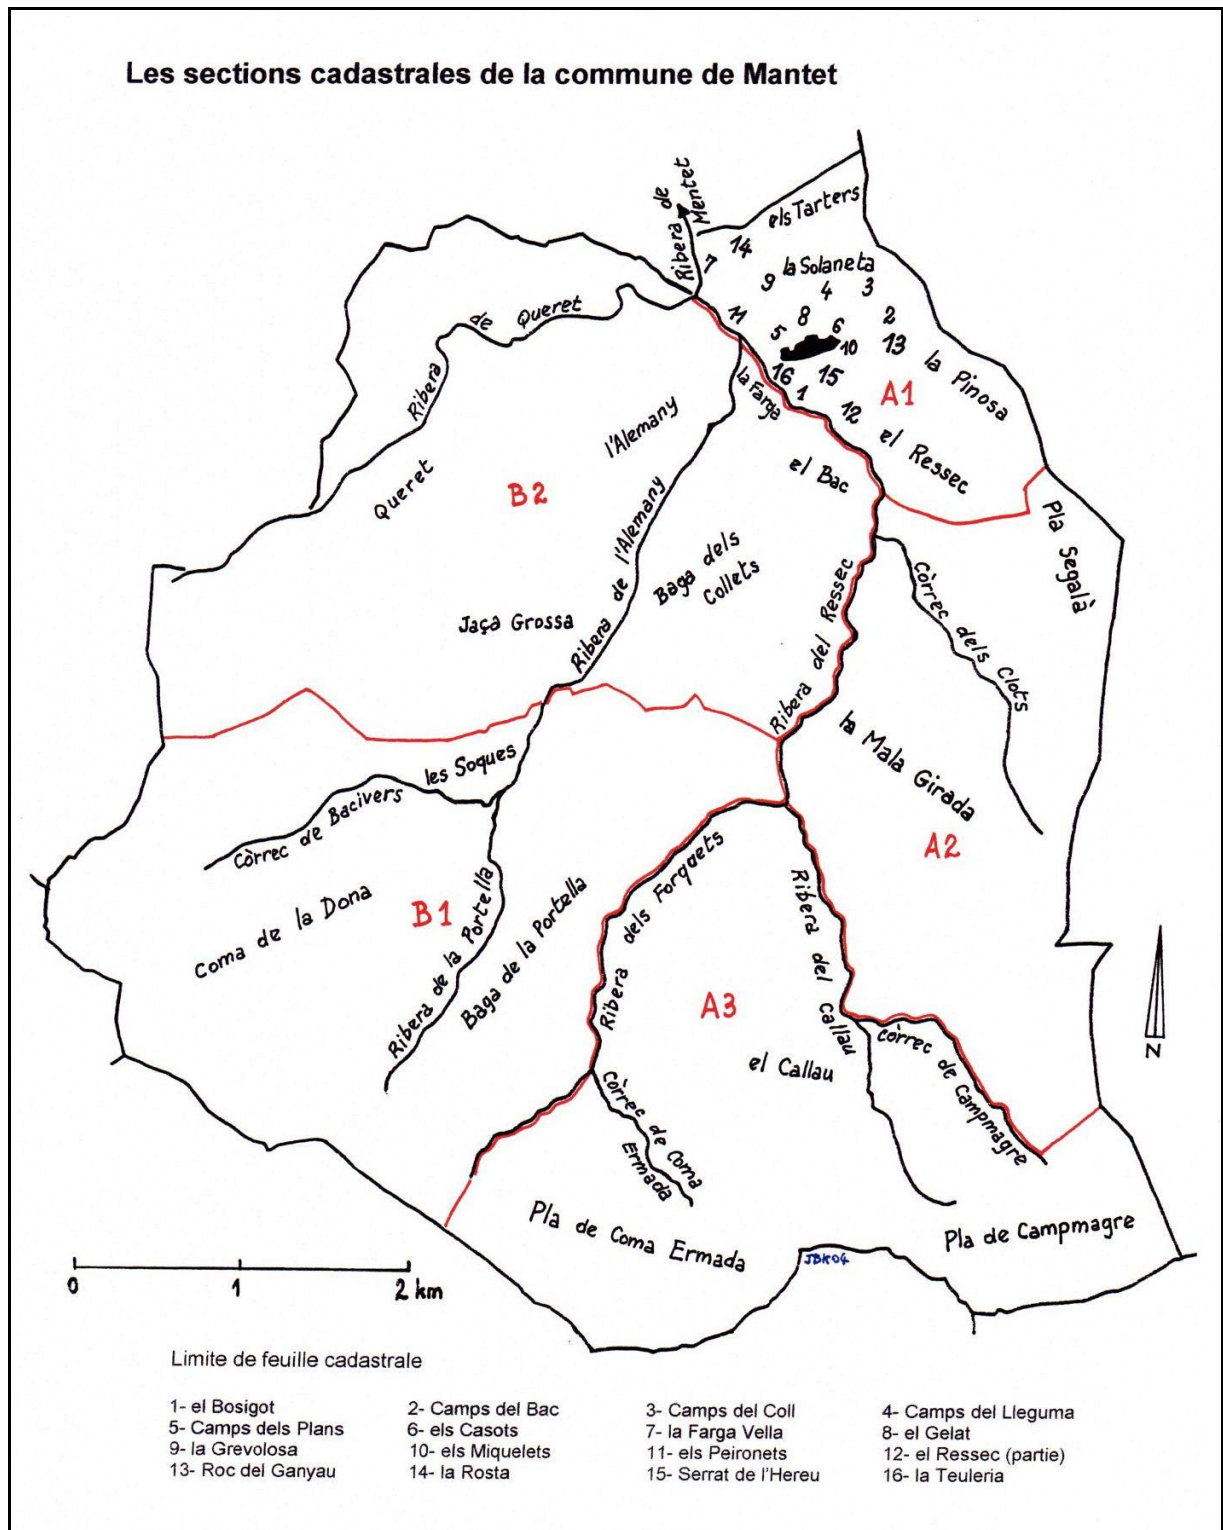 Les sections cadastrales de la commune de Mantet
Ribera de
Mentet
els Tarters
14
7
la Solaneta
9
4
3
11
8
2
5
6
10
13
la Pinosa
16
15
la Farga
1
A1
12
el Ressec
Ribera de Queret
l'Alemany
el Bac
Queret
B2
Pla Segalà
Ribera de l'Alemany
Baga dels
Collets
Ribera del Ressec
Còrrec dels Clots
Jaçà Grossa
la Mala Girada
les Soques
Còrrec de Bacivers
A2
Ribera dels Forquets
Ribera del Callau
Coma de la Dona
B1
Ribera de la Portella
Baga de la Portella
A3
el Callau
Còrrec de Campmagre
N
Còrrec de Coma
Ermada
Pla de Coma Ermada
Pla de Campmagre
JBK04
0 1 2 km
Limite de feuille cadastrale
1- el Bosigot 2- Camps del Bac 3- Camps del Coll 4- Camps del Lleguma
5- Camps dels Plans 6- els Casots 7- la Farga Vella 8- el Gelat
9- la Grevolosa 10- els Miquelets 11- els Peironets 12- el Ressec (partie)
13- Roc del Ganyau 14- la Rosta 15- Serrat de l'Hereu 16- la Teuleria